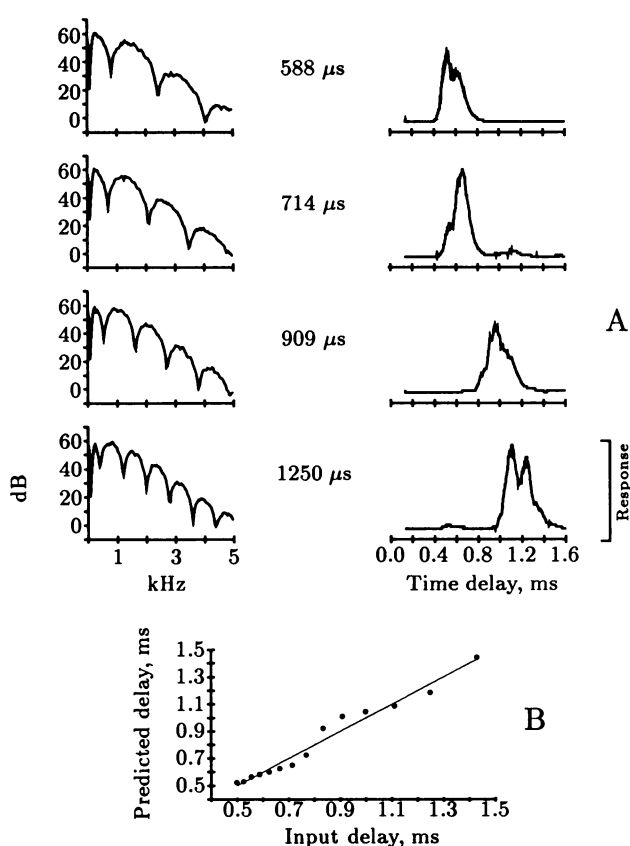 60
40
20
0
588 μs
60
40
20
0
714 μs
60
40
20
0
909 μs
A
60
40
20
0
dB
1250 μs
Response
1 3 5
kHz
0.0 0.4 0.8 1.2 1.6
Time delay, ms
Predicted delay, ms
1.5
1.3
1.1
0.9
0.7
0.5
B
0.5 0.7 0.9 1.1 1.3 1.5
Input delay, ms